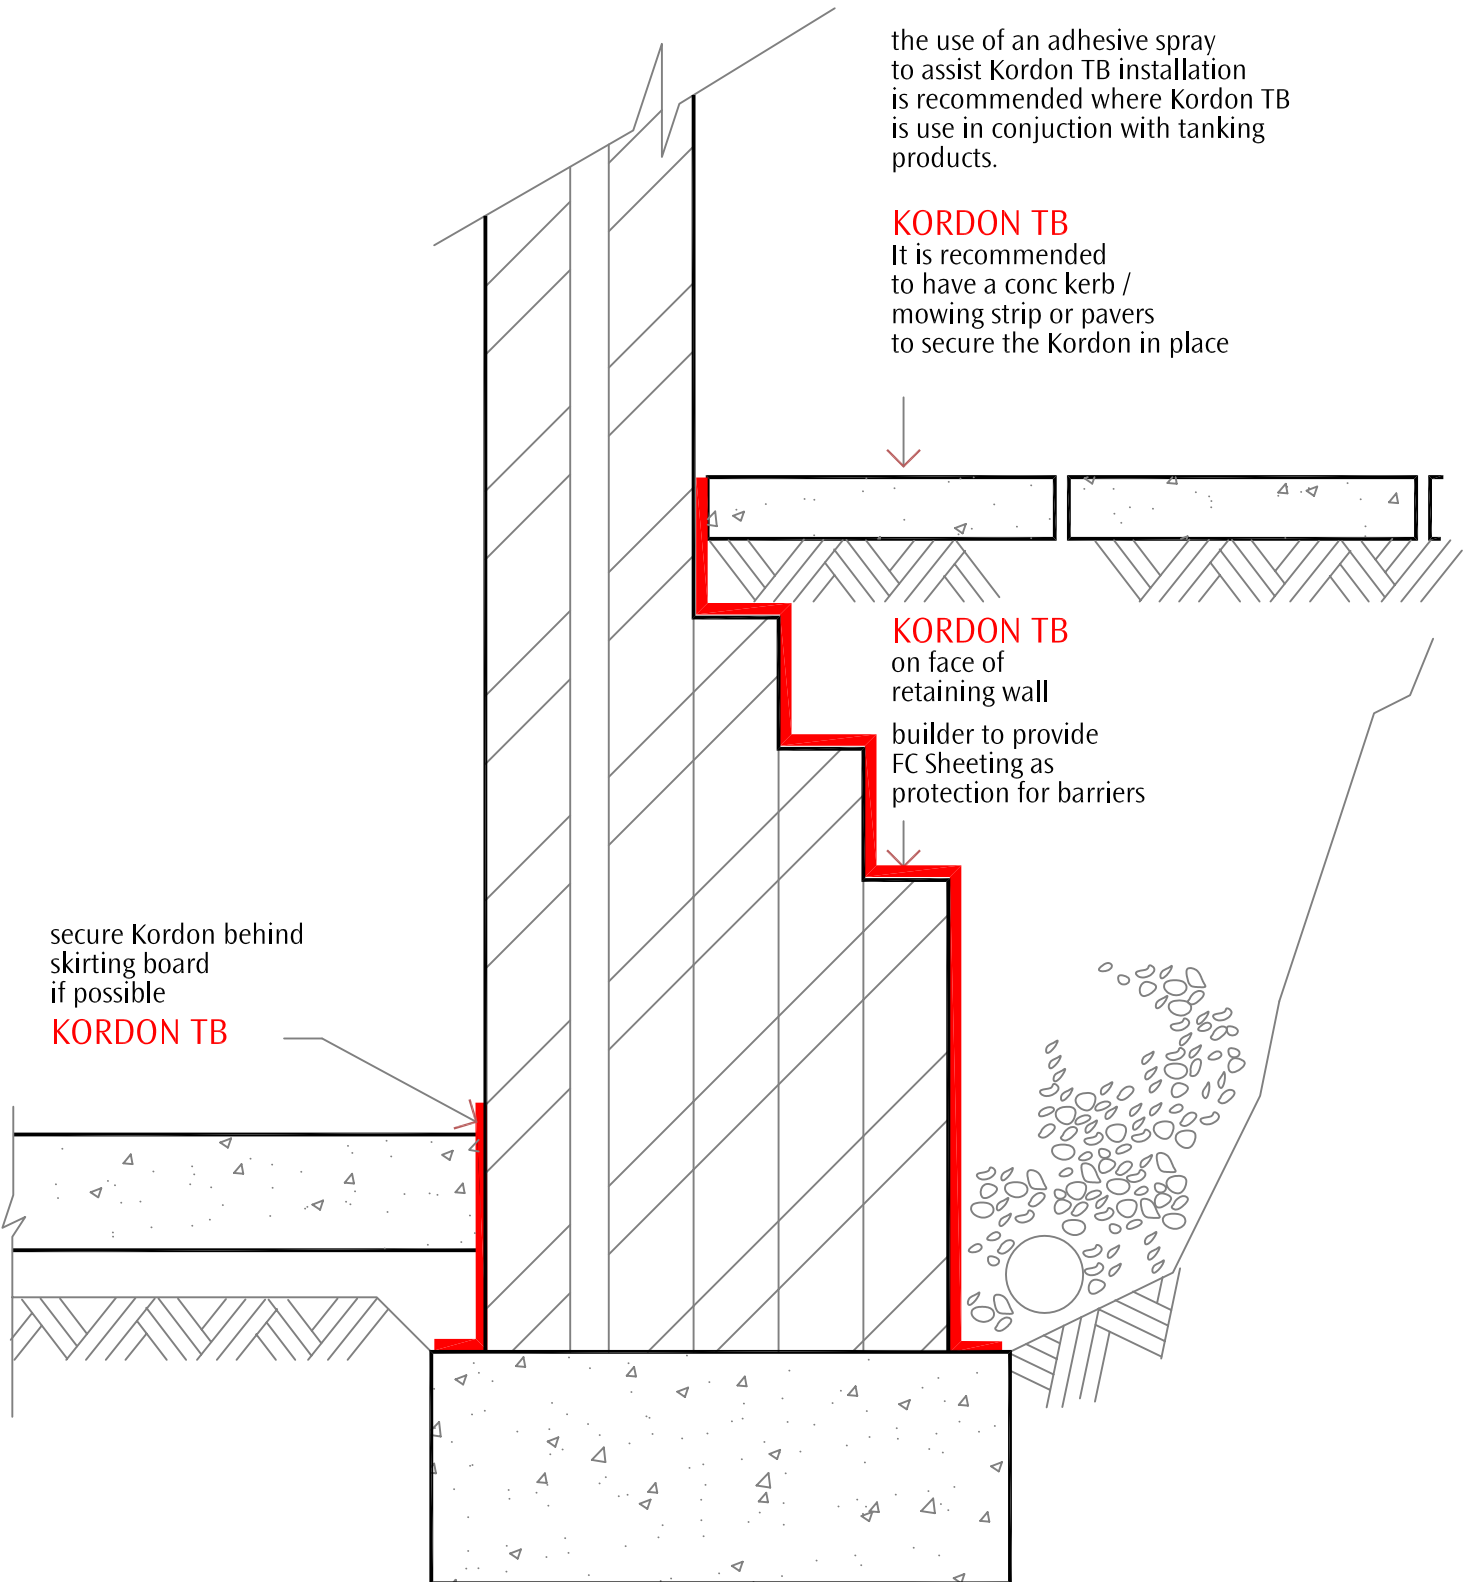 the use of an adhesive spray
to assist Kordon TB installation
is recommended where Kordon TB
is use in conjuction with tanking
products.
KORDON TB
It is recommended
to have a conc kerb /
mowing strip or pavers
to secure the Kordon in place
KORDON TB
on face of
retaining wall
builder to provide
FC Sheeting as
protection for barriers
secure Kordon behind
skirting board
if possible
KORDON TB